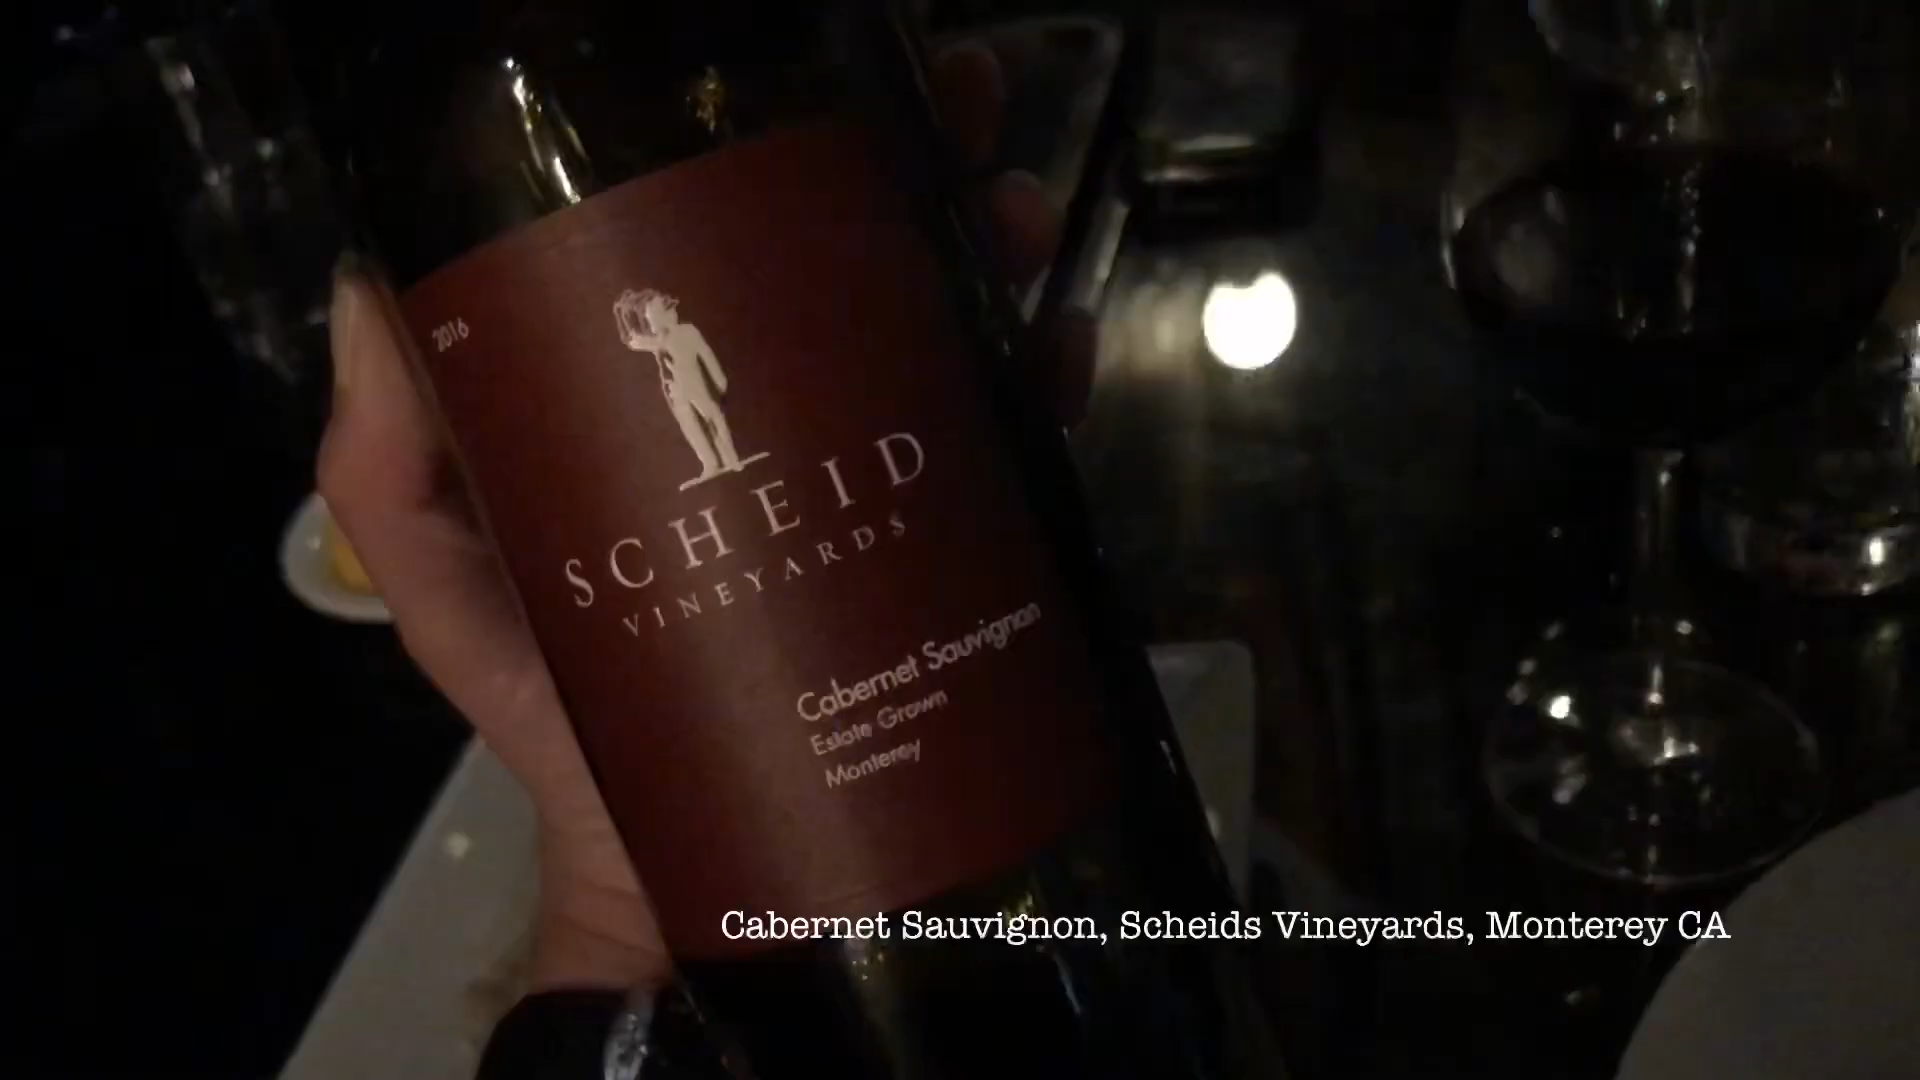 2016
SCHEID
VINEYARDS
Cabernet Sauvignon
Estate Grown
Monterey
Cabernet Sauvignon, Scheids Vineyards, Monterey CA